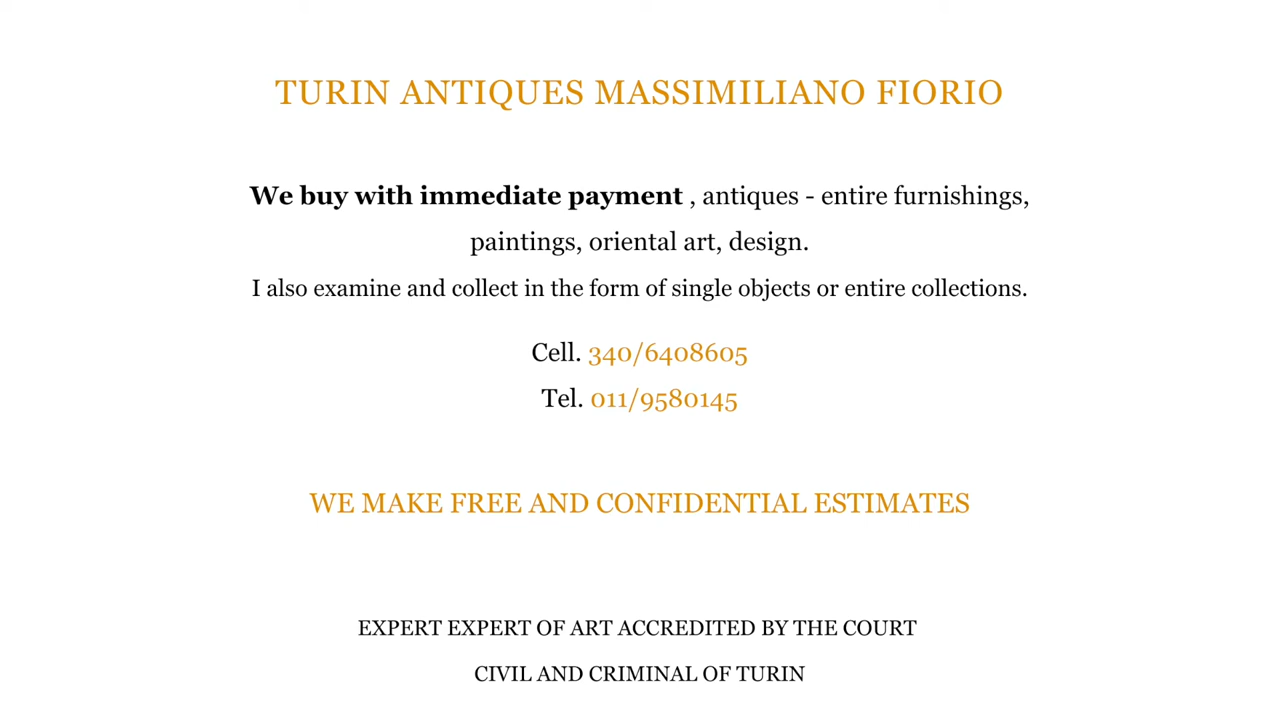 TURIN ANTIQUES MASSIMILIANO FIORIO
We buy with immediate payment , antiques - entire furnishings,
paintings, oriental art, design.
I also examine and collect in the form of single objects or entire collections.
Cell. 340/6408605
Tel. 011/9580145
WE MAKE FREE AND CONFIDENTIAL ESTIMATES
EXPERT EXPERT OF ART ACCREDITED BY THE COURT
CIVIL AND CRIMINAL OF TURIN